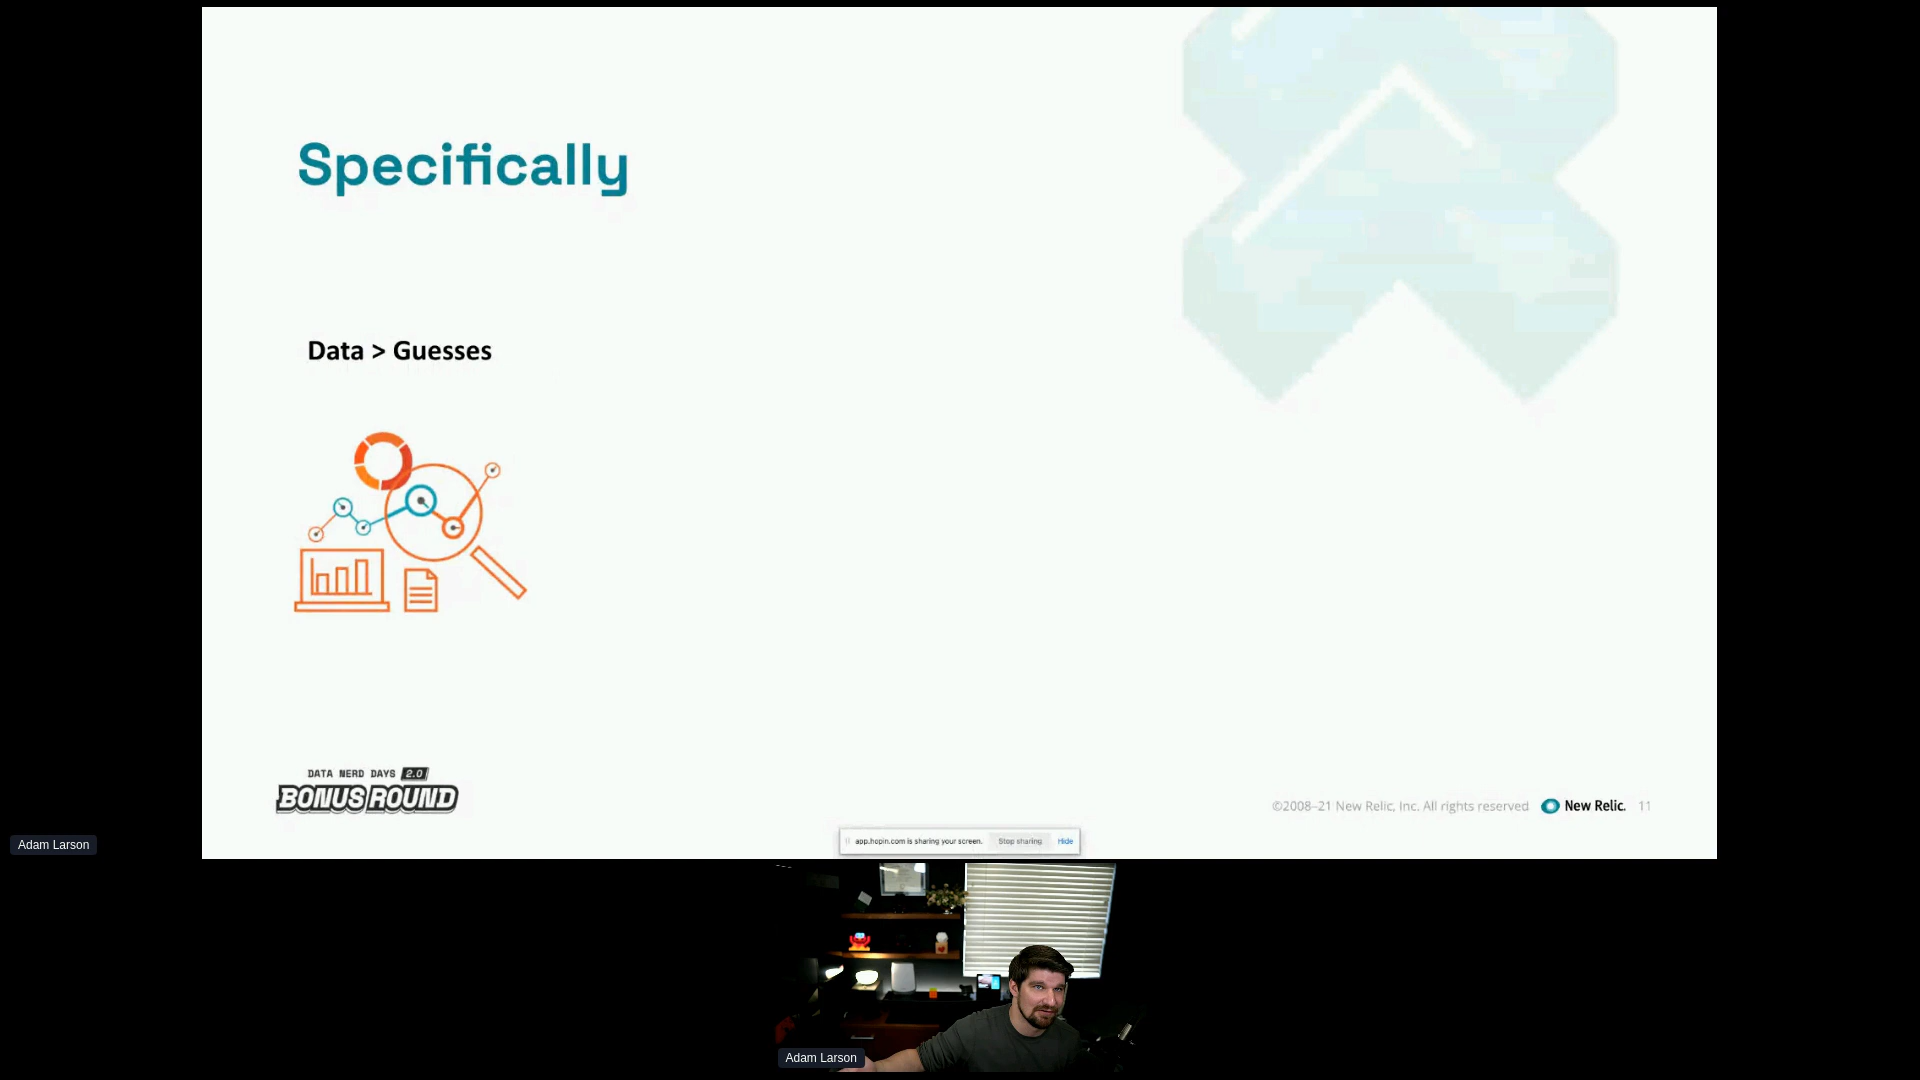 Specifically
Data > Guesses
DATA NERD DAYS 2.0
BONUS ROUND
©2008–21 New Relic, Inc. All rights reserved New Relic. 11
Adam Larson
app.hopin.com is sharing your screen. Stop sharing Hide
Adam Larson